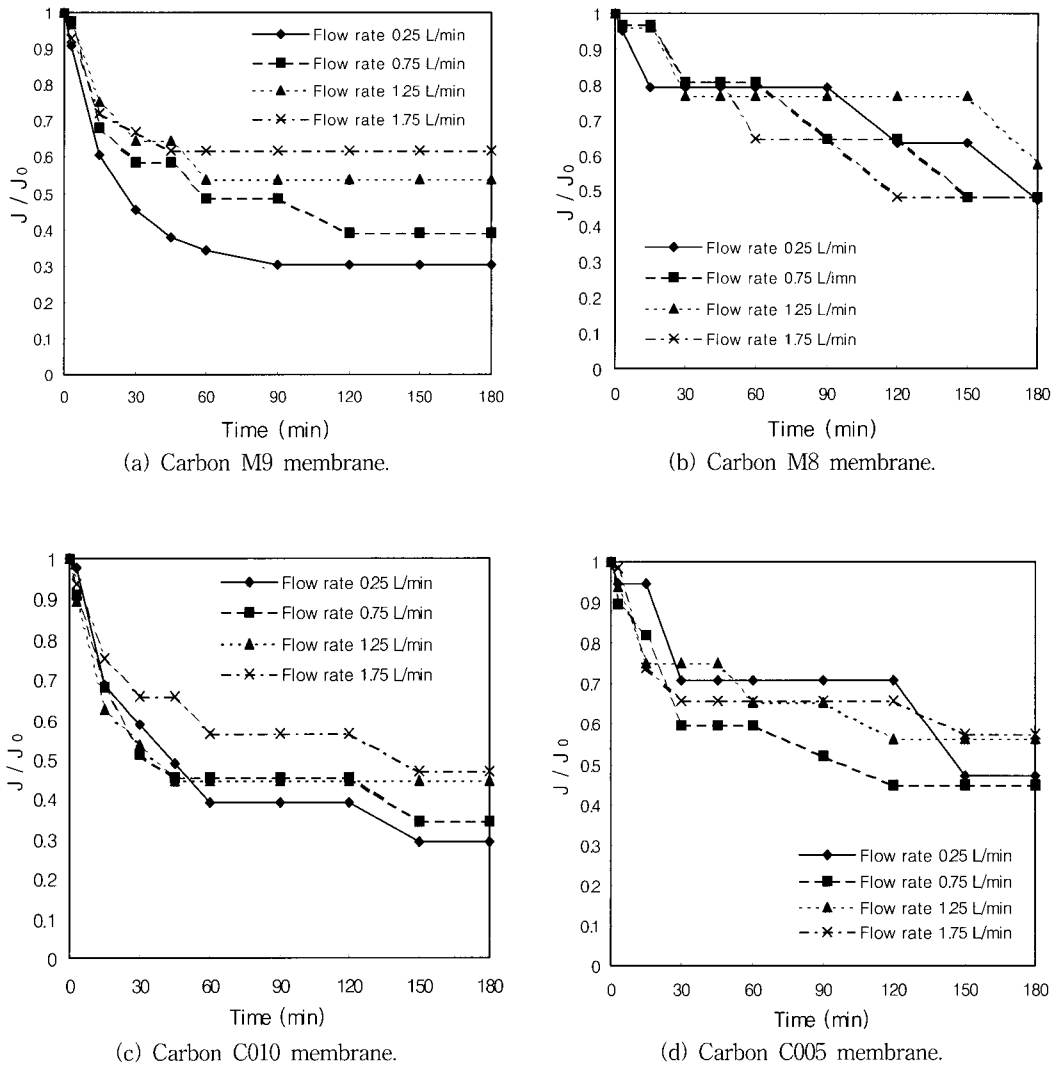 1
0.9
0.8
0.7
0.6
0.5
0.4
0.3
0.2
0.1
0
J / J0
Flow rate 0.25 L/min
Flow rate 0.75 L/min
Flow rate 1.25 L/min
Flow rate 1.75 L/min
0 30 60 90 120 150 180
Time (min)
(a) Carbon M9 membrane.
1
0.9
0.8
0.7
0.6
0.5
0.4
0.3
0.2
0.1
0
J / J0
Flow rate 0.25 L/min
Flow rate 0.75 L/imn
Flow rate 1.25 L/min
Flow rate 1.75 L/min
0 30 60 90 120 150 180
Time (min)
(b) Carbon M8 membrane.
1
0.9
0.8
0.7
0.6
0.5
0.4
0.3
0.2
0.1
0
J / J0
Flow rate 0.25 L/min
Flow rate 0.75 L/min
Flow rate 1.25 L/min
Flow rate 1.75 L/min
0 30 60 90 120 150 180
Time (min)
(c) Carbon C010 membrane.
1
0.9
0.8
0.7
0.6
0.5
0.4
0.3
0.2
0.1
0
J / J0
Flow rate 0.25 L/min
Flow rate 0.75 L/min
Flow rate 1.25 L/min
Flow rate 1.75 L/min
0 30 60 90 120 150 180
Time (min)
(d) Carbon C005 membrane.